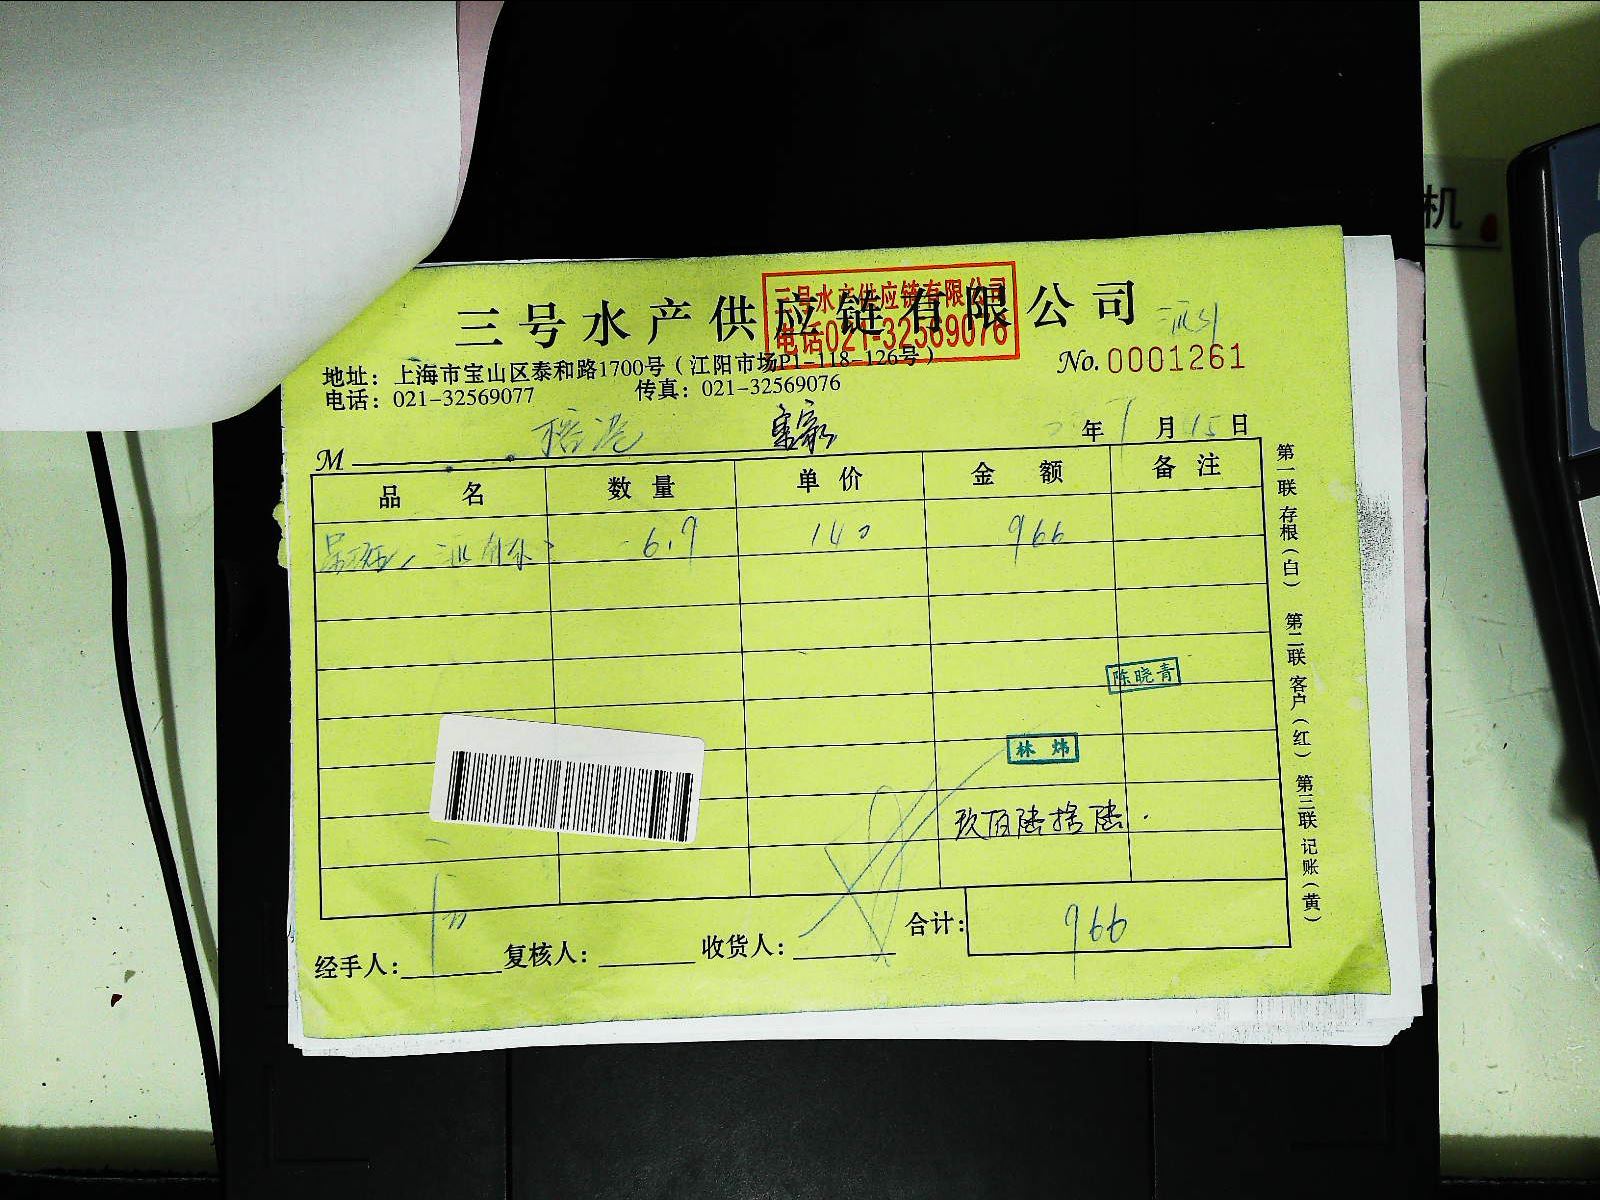 机
三号水产供应链有限公司
三号水产供应链有限公司
电话021-32569076
地址：上海市宝山区泰和路1700号（江阳市场P1-118-126号）
No.0001261
电话：021-32569077 传真：021-32569076
M 年 7 月 15 日
品名 数量 单价 金额 备注
6.9 140 966
陈晓青
林炜
玖佰陆拾陆.
合计： 966
经手人： 复核人： 收货人：
第一联 存根（白） 第二联 客户（红） 第三联 记账（黄）